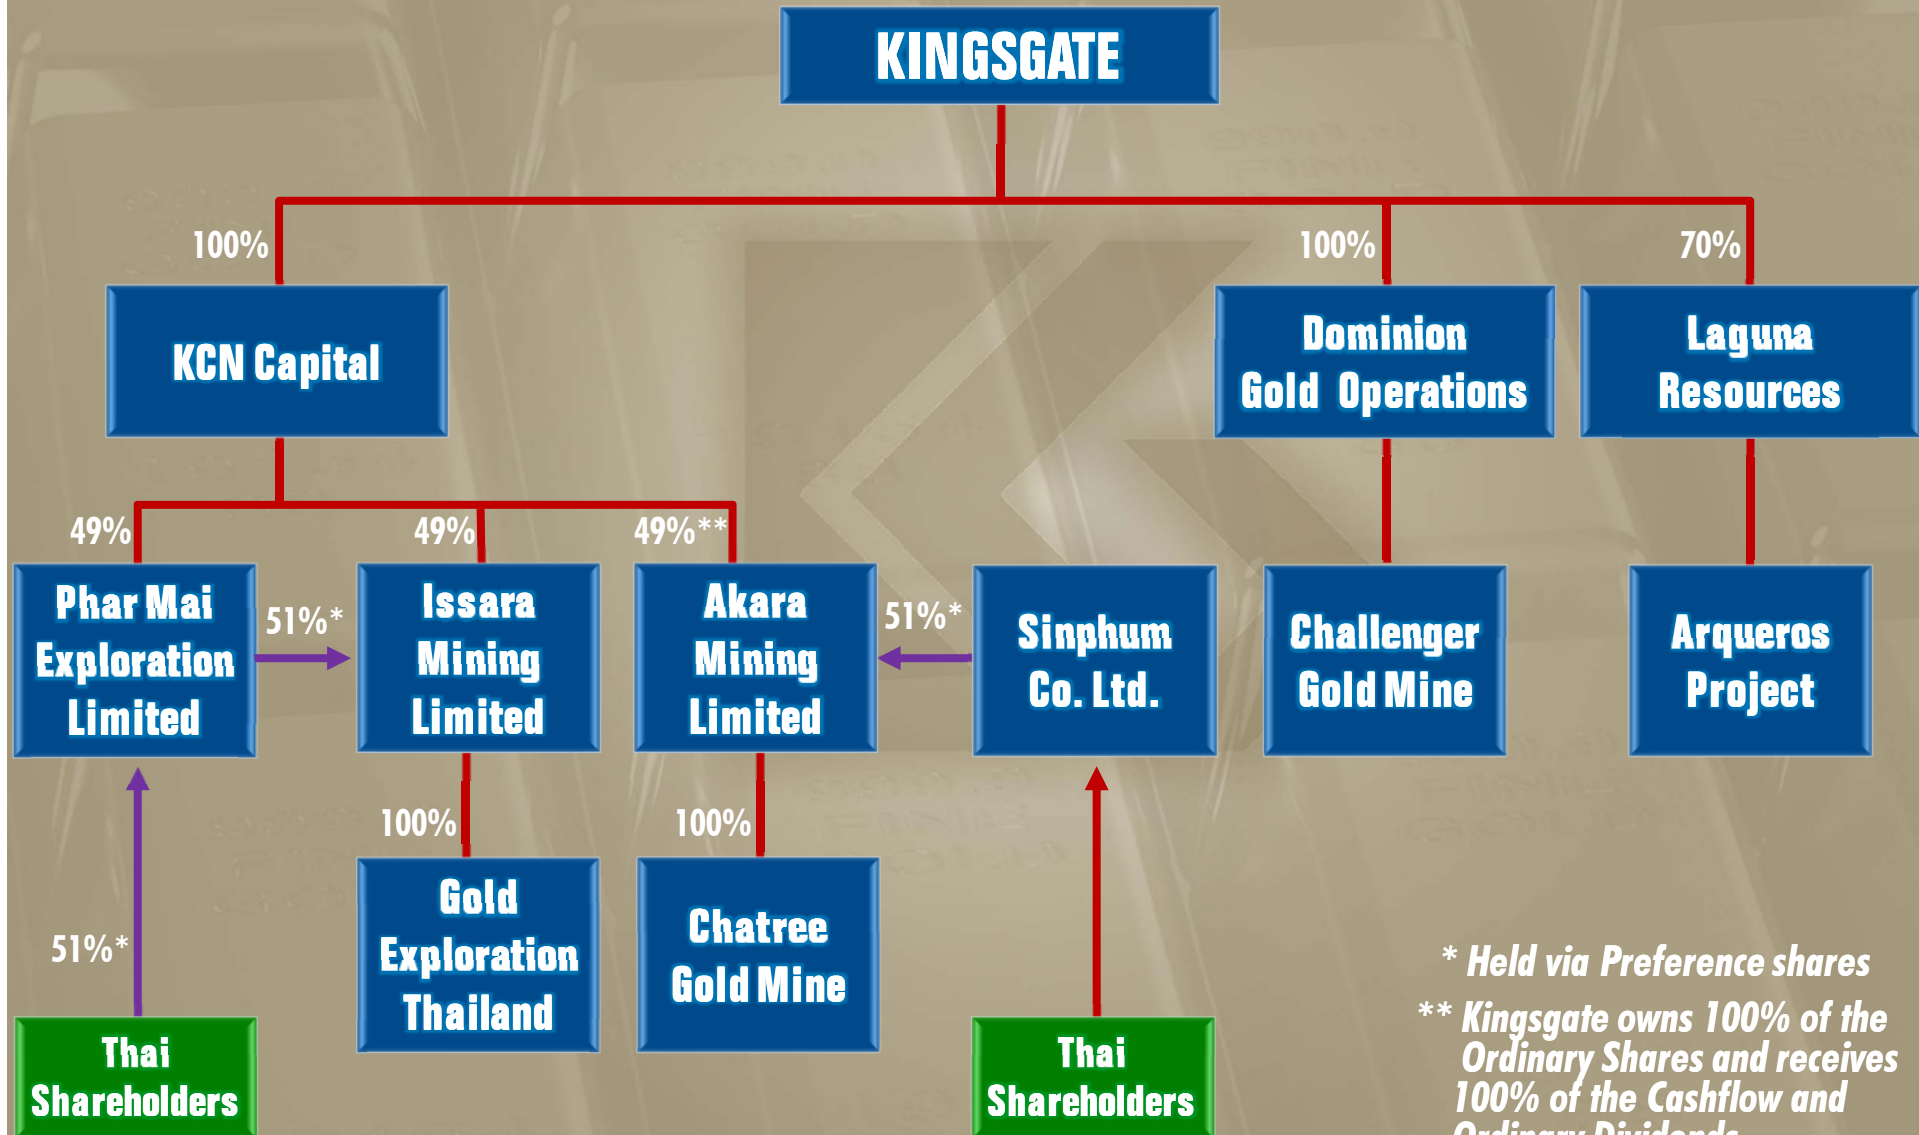 KINGSGATE
100%
100%
70%
KCN Capital
Dominion
Gold Operations
Laguna
Resources
49%
49%
49%**
Phar Mai
Exploration
Limited
51%*
Issara
Mining
Limited
Akara
Mining
Limited
51%*
Sinphum
Co. Ltd.
Challenger
Gold Mine
Arqueros
Project
100%
100%
51%*
Gold
Exploration
Thailand
Chatree
Gold Mine
Thai
Shareholders
Thai
Shareholders
* Held via Preference shares
** Kingsgate owns 100% of the
Ordinary Shares and receives
100% of the Cashflow and
Ordinary Dividends